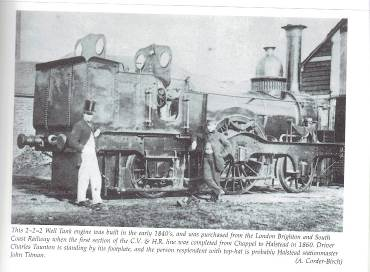 This 2-2-2 Well Tank engine was built in the early 1840's, and was purchased from the London Brighton and South
Coast Railway when the first section of the C.V. & H.R. line was completed from Chappel to Halstead in 1860. Driver
Charles Taunton is standing by his footplate, and the person resplendent with top-hat is probably Halstead stationmaster
John Titman.
(A. Corder-Birch)